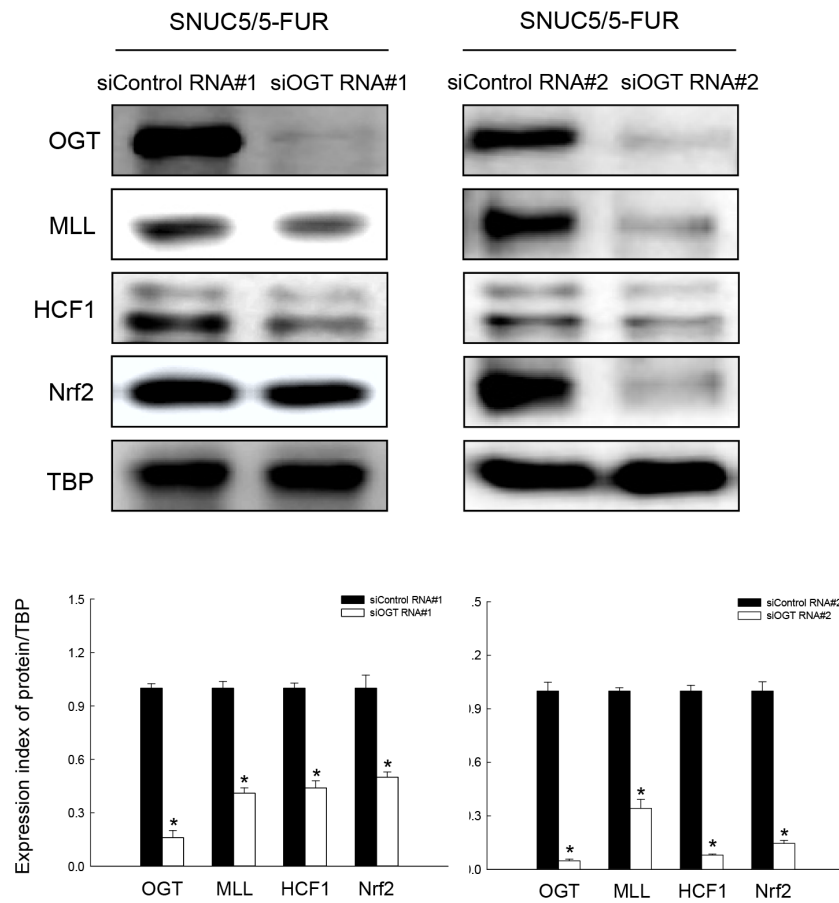 SNUC5/5-FUR
SNUC5/5-FUR
siControl RNA#1 siOGT RNA#1
siControl RNA#2 siOGT RNA#2
OGT
MLL
HCF1
Nrf2
TBP
Expression index of protein/TBP
1.5
1.2
0.9
0.6
0.3
0.0
siControl RNA#1
siOGT RNA#1
*
*
*
*
OGT MLL HCF1 Nrf2
.5
.2
).9
).6
).3
).0
siControl RNA#2
siOGT RNA#2
*
*
*
*
OGT MLL HCF1 Nrf2